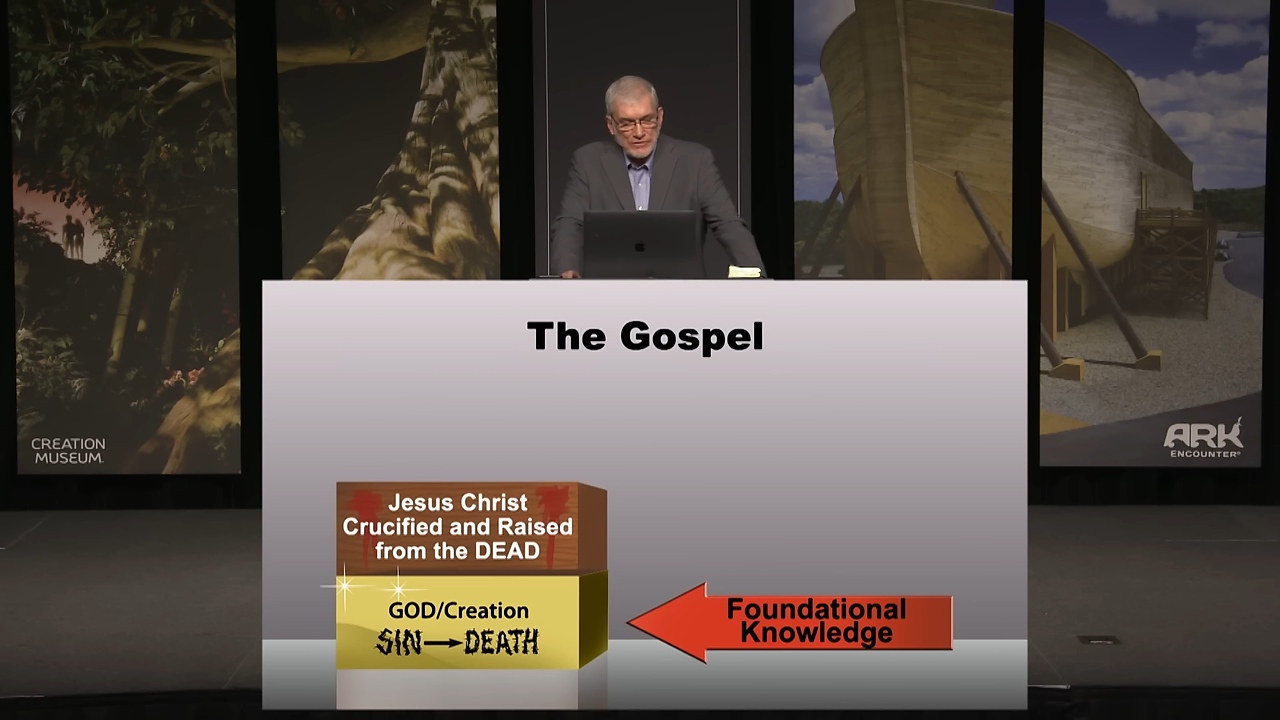 The Gospel
Jesus Christ
Crucified and Raised
from the DEAD
GOD/Creation
SIN→DEATH
Foundational
Knowledge
CREATION
MUSEUM
ARK
ENCOUNTER